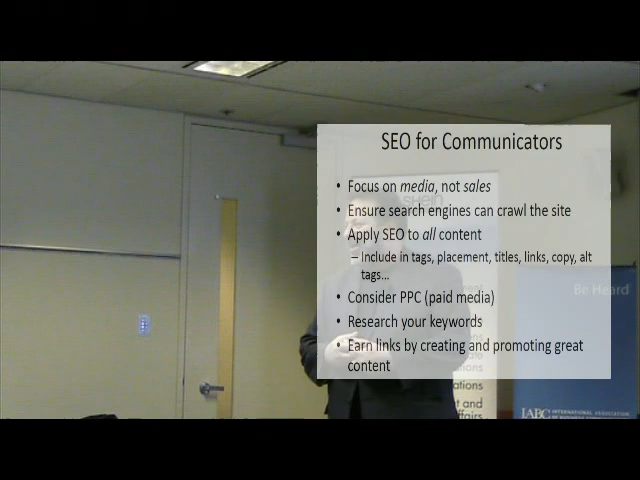 SEO for Communicators
• Focus on media, not sales
• Ensure search engines can crawl the site
• Apply SEO to all content
– Include in tags, placement, titles, links, copy, alt
tags...
• Consider PPC (paid media)
• Research your keywords
• Earn links by creating and promoting great
content
Be Heard
IABC INTERNATIONAL ASSOCIATION